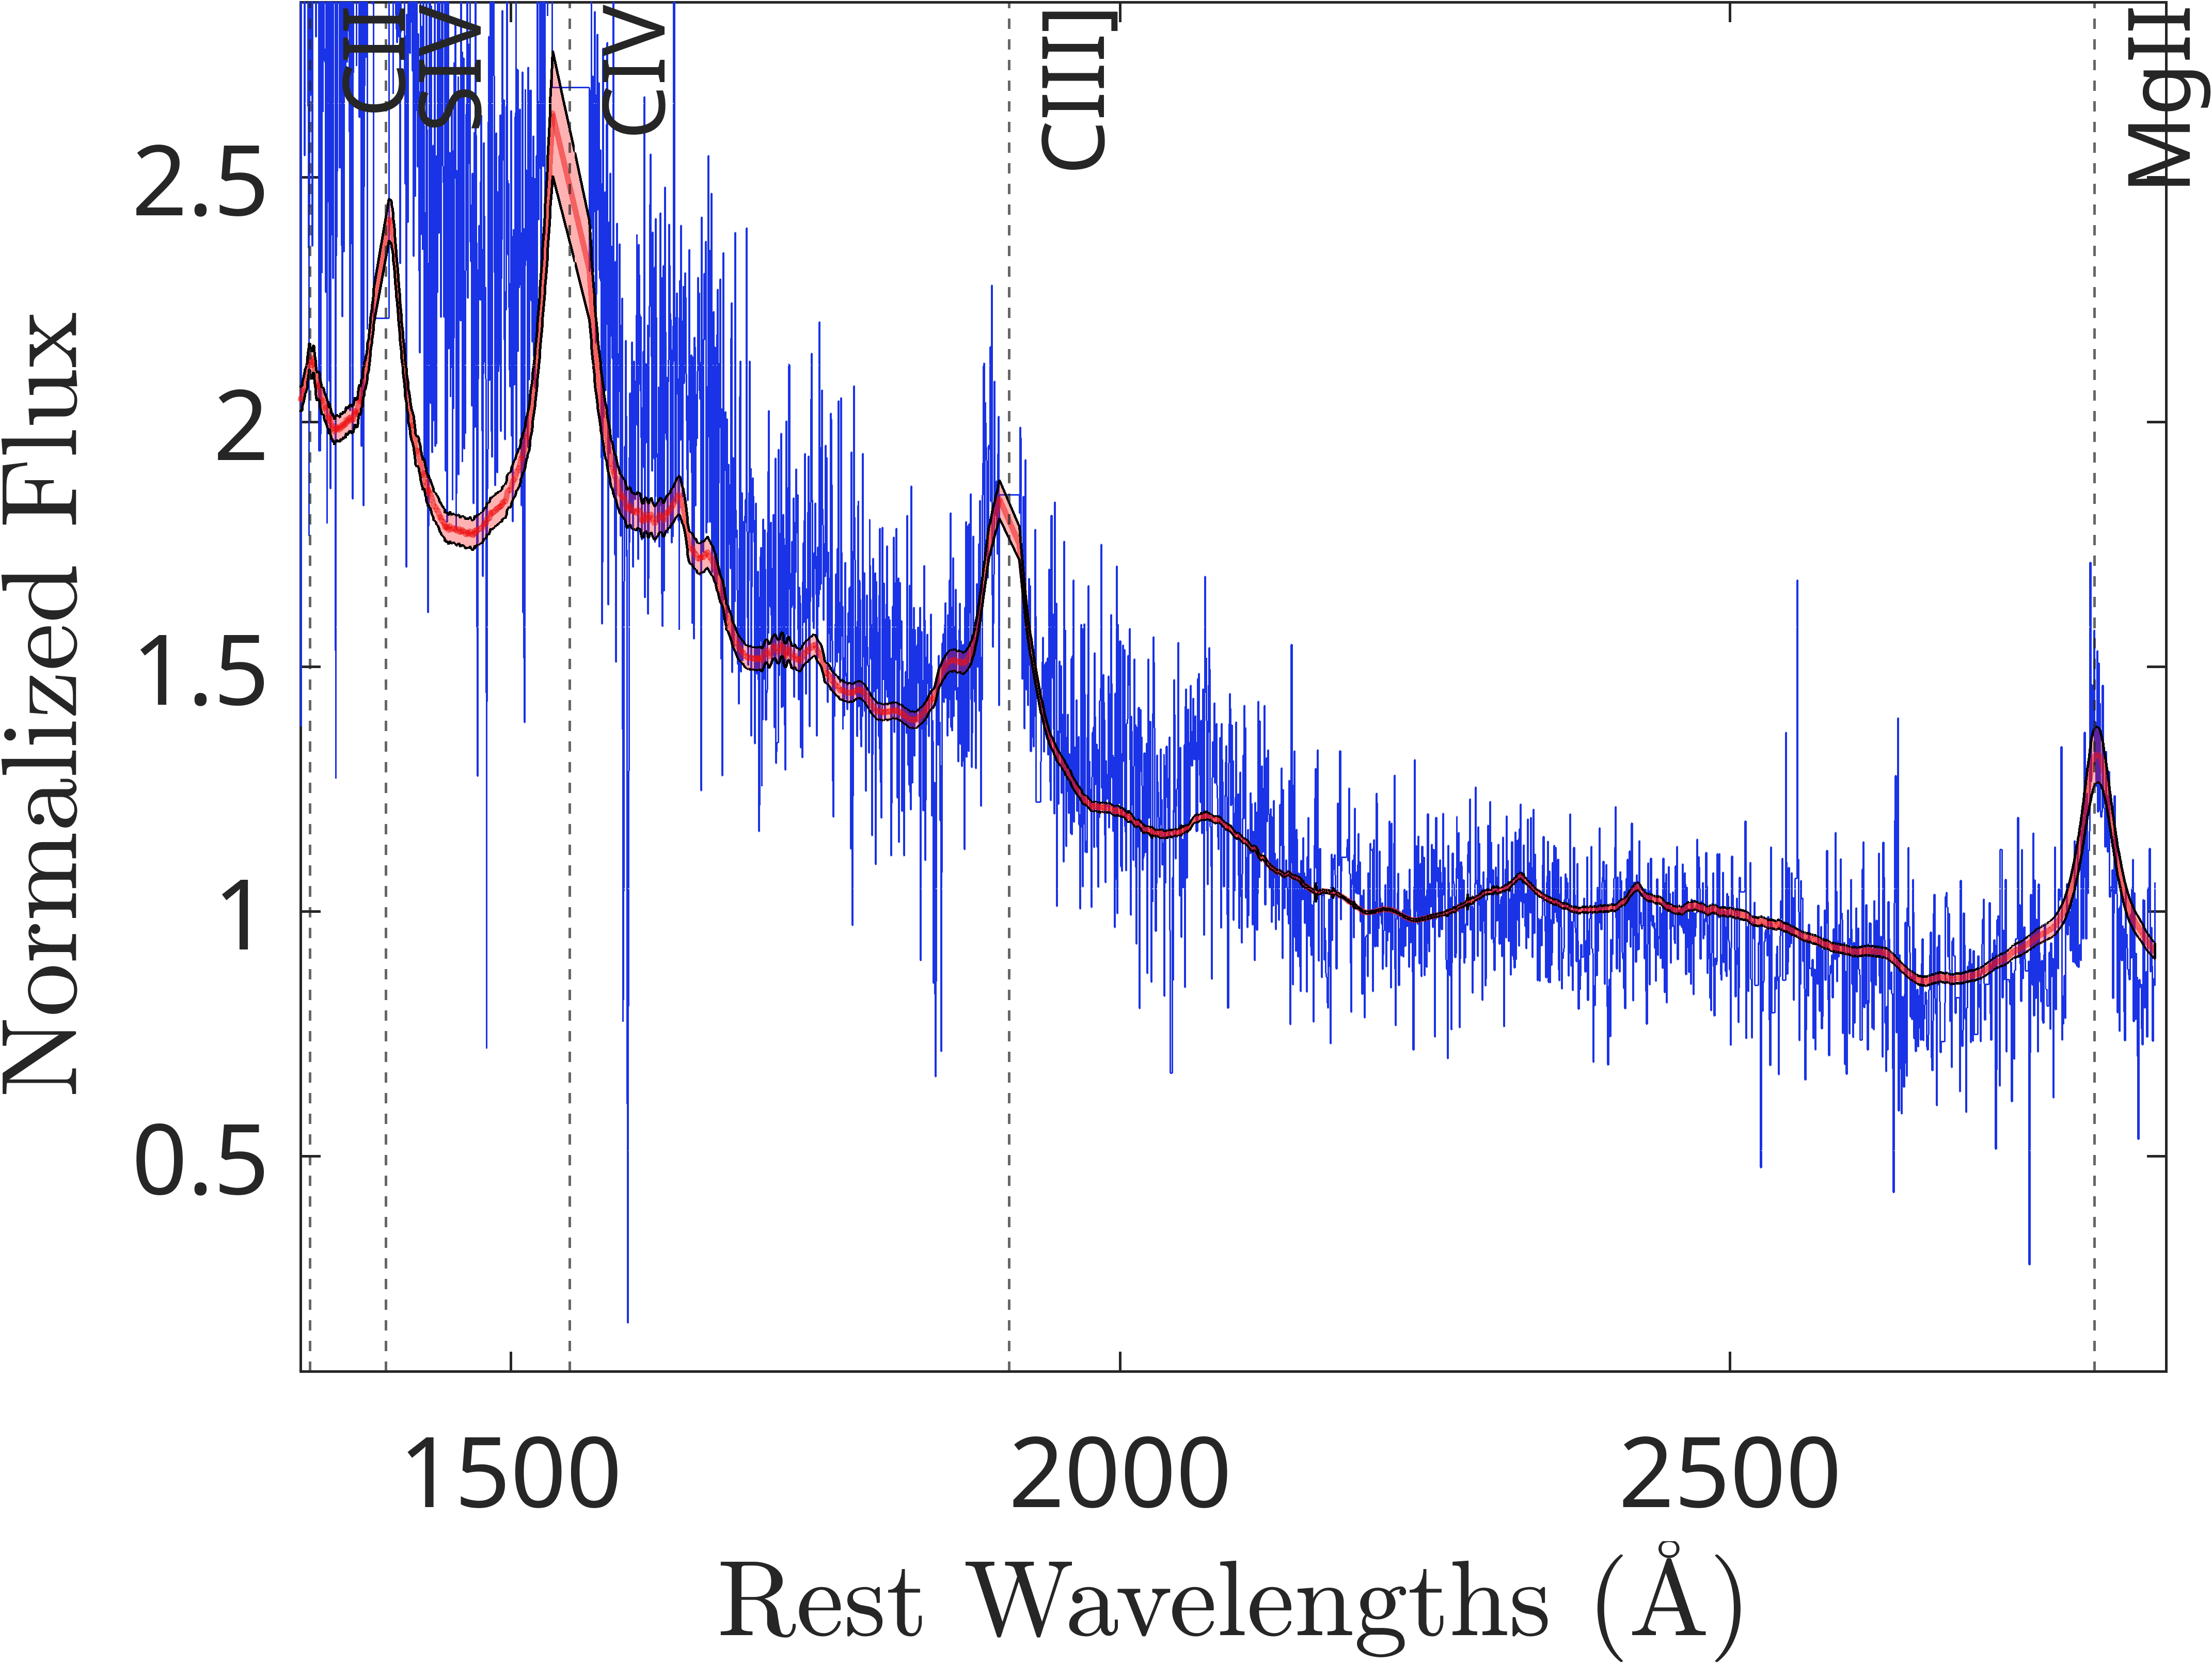 CII
SIV
CIV
CIII]
MgII
2.5
2
1.5
1
0.5
Normalized Flux
1500
2000
2500
Rest Wavelengths (Å)